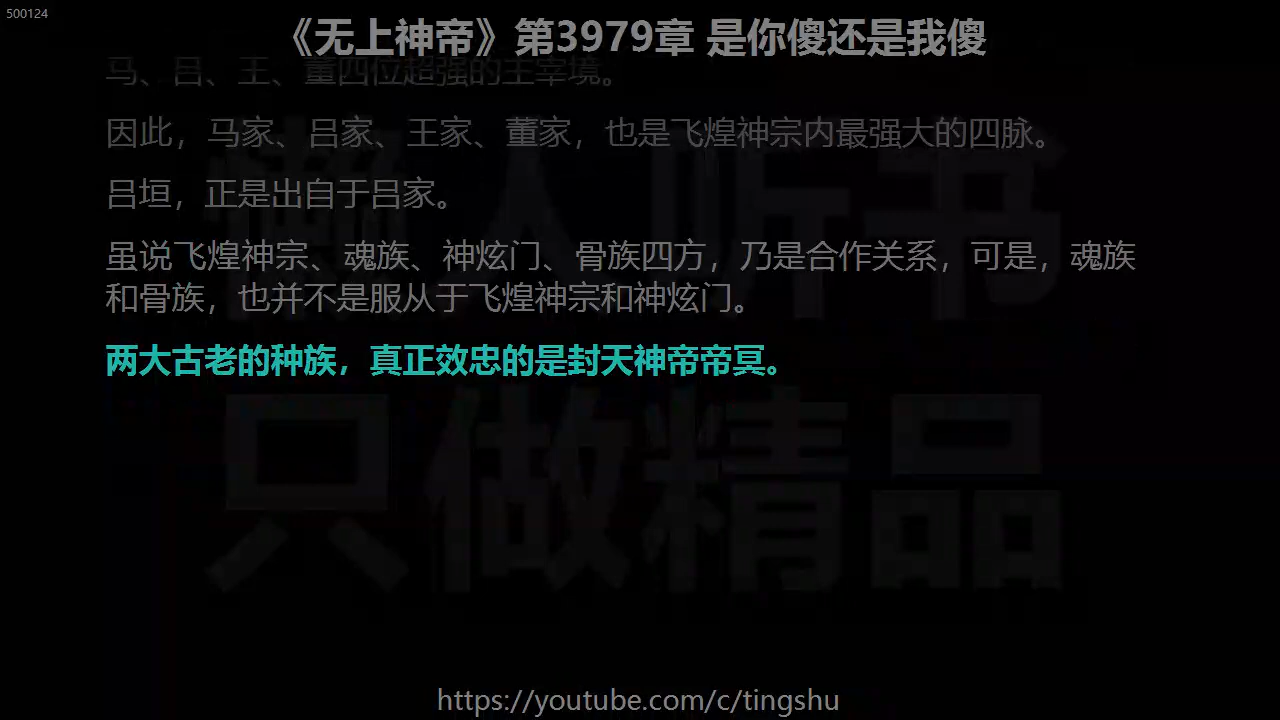 500124
《无上神帝》第3979章 是你傻还是我傻
马、吕、王、董四位超强的主宰境。
因此，马家、吕家、王家、董家，也是飞煌神宗内最强大的四脉。
吕垣，正是出自于吕家。
虽说飞煌神宗、魂族、神炫门、骨族四方，乃是合作关系，可是，魂族
和骨族，也并不是服从于飞煌神宗和神炫门。
两大古老的种族，真正效忠的是封天神帝帝冥。
懒人听书
只做精品
https://youtube.com/c/tingshu